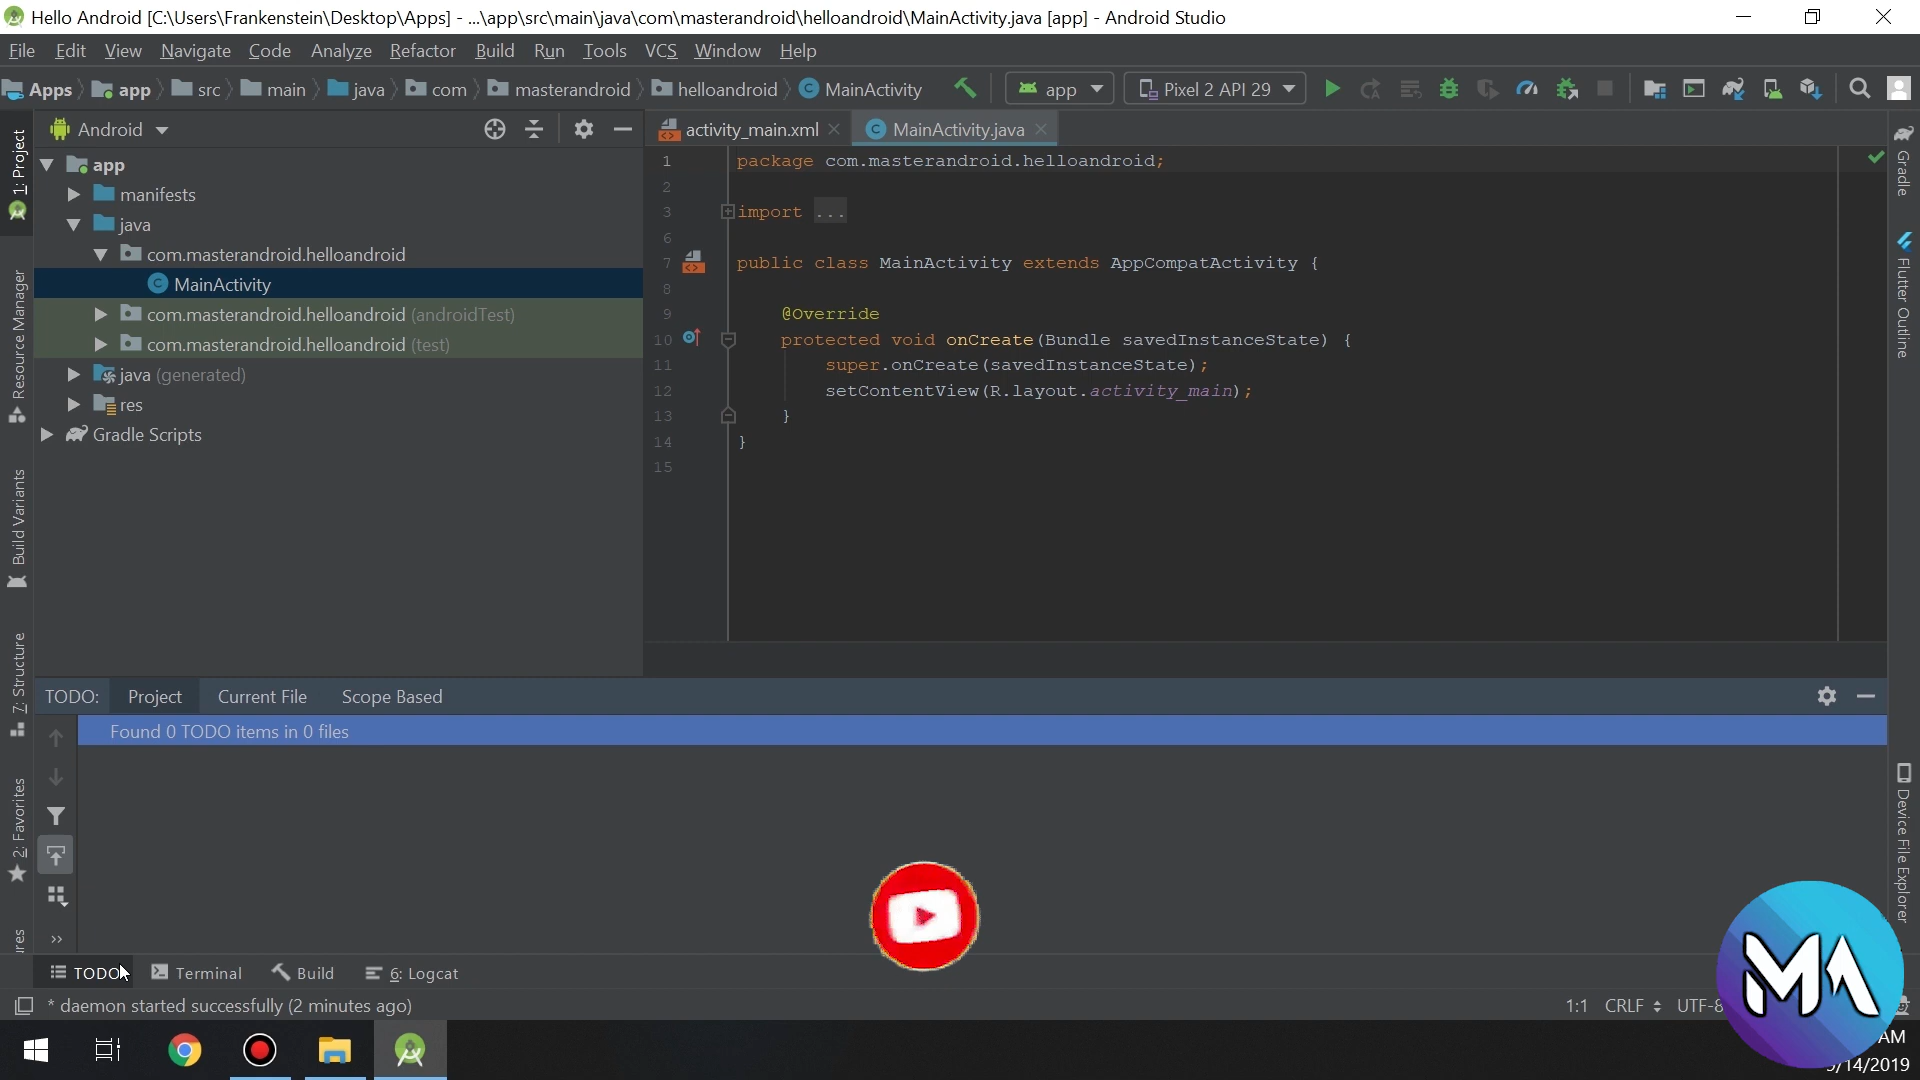 Hello Android [C:\Users\Frankenstein\Desktop\Apps] - ...\app\src\main\java\com\masterandroid\helloandroid\MainActivity.java [app] - Android Studio
File Edit View Navigate Code Analyze Refactor Build Run Tools VCS Window Help
Apps app src main java com masterandroid helloandroid MainActivity app Pixel 2 API 29
Android
activity_main.xml MainActivity.java
1: Project
Resource Manager
Build Variants
7: Structure
2: Favorites
app
manifests
java
com.masterandroid.helloandroid
MainActivity
com.masterandroid.helloandroid (androidTest)
com.masterandroid.helloandroid (test)
java (generated)
res
Gradle Scripts
1 package com.masterandroid.helloandroid;
2
3 import ...
6
7 public class MainActivity extends AppCompatActivity {
8
9 @Override
10 protected void onCreate(Bundle savedInstanceState) {
11 super.onCreate(savedInstanceState);
12 setContentView(R.layout.activity_main);
13 }
14 }
15
Gradle
Flutter Outline
Device File Explorer
TODO: Project Current File Scope Based
Found 0 TODO items in 0 files
TODO Terminal Build 6: Logcat
* daemon started successfully (2 minutes ago)
1:1 CRLF UTF-8
MA
AM
/14/2019